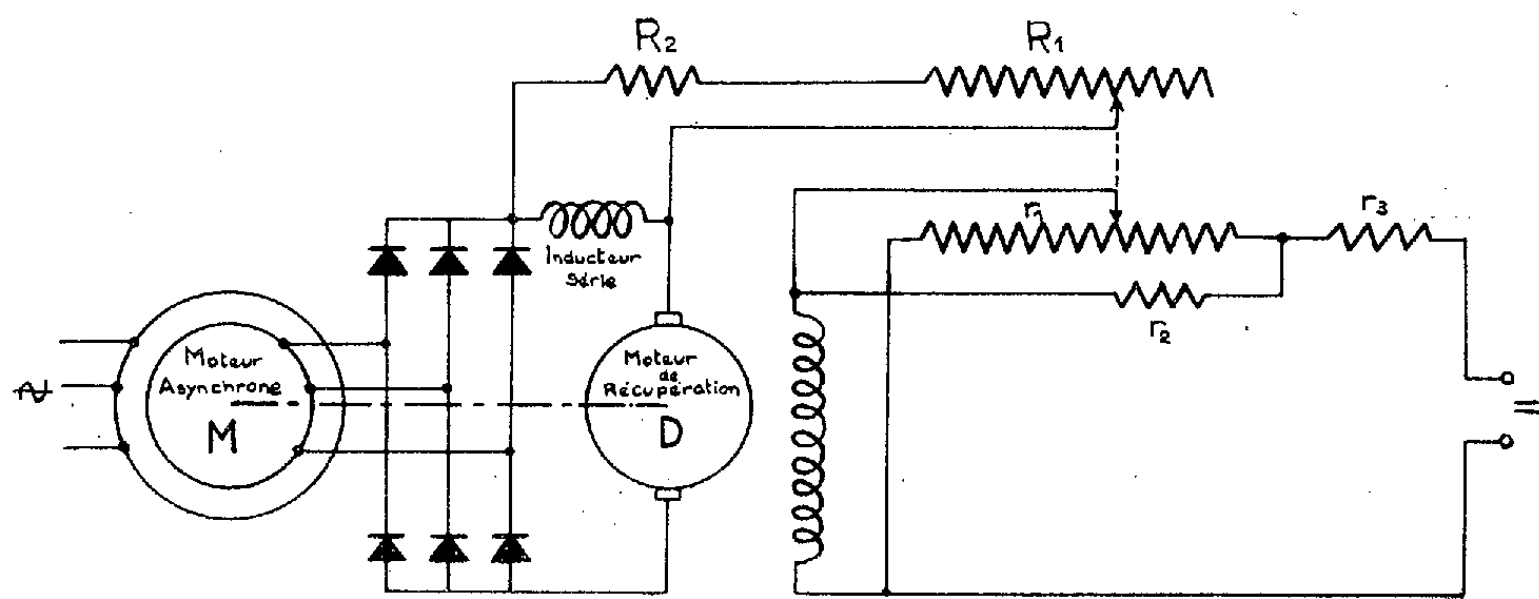 R2
R1
r1
r3
Inducteur
Série
r2
Moteur
Asynchrone
M
Moteur
de
Récupération
D
=